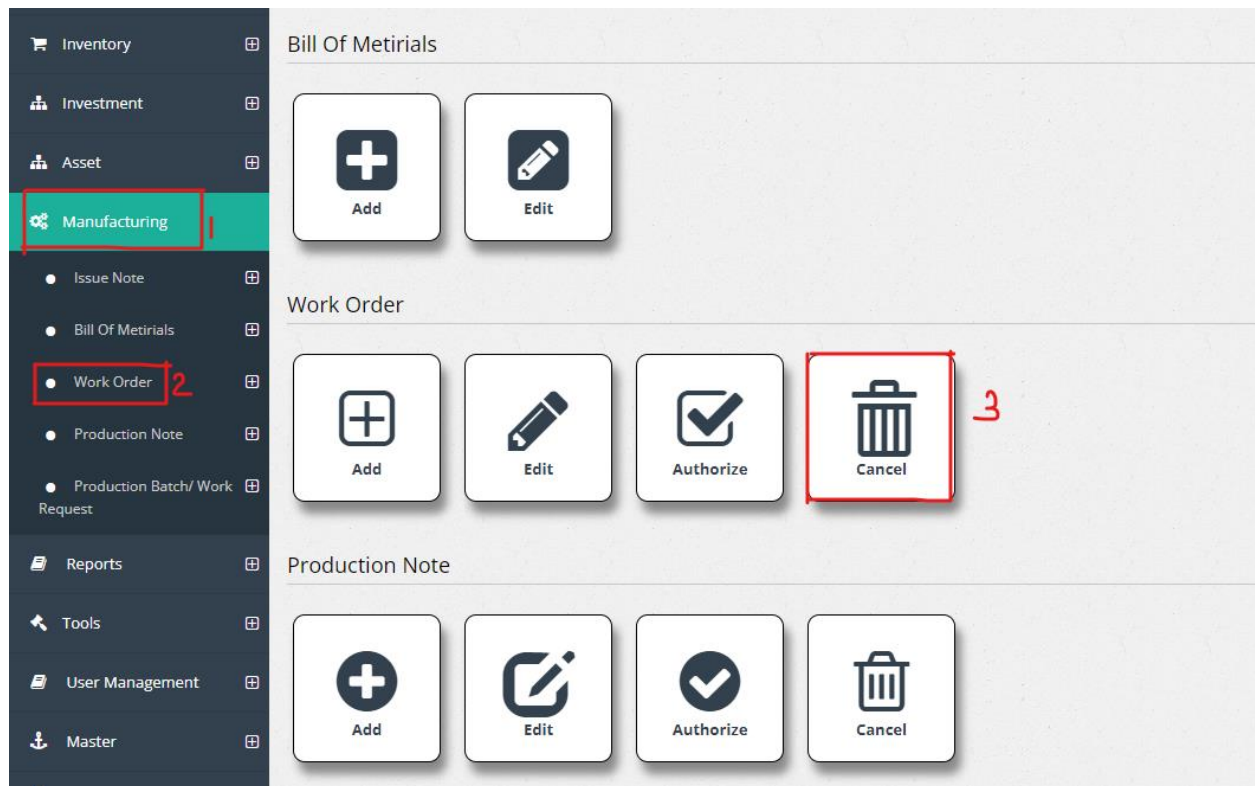 Inventory
Investment
Asset
Manufacturing 1
Issue Note
Bill Of Metirials
Work Order 2
Production Note
Production Batch/ Work
Request
Reports
Tools
User Management
Master
Bill Of Metirials
Add Edit
Work Order
Add Edit Authorize Cancel 3
Production Note
Add Edit Authorize Cancel